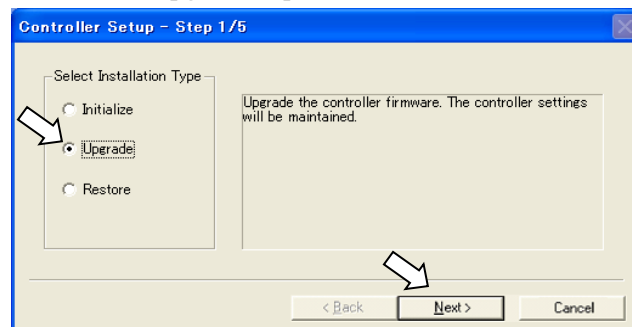 Controller Setup - Step 1/5
Select Installation Type
Initialize
Upgrade
Restore
Upgrade the controller firmware. The controller settings
will be maintained.
< Back
Next >
Cancel